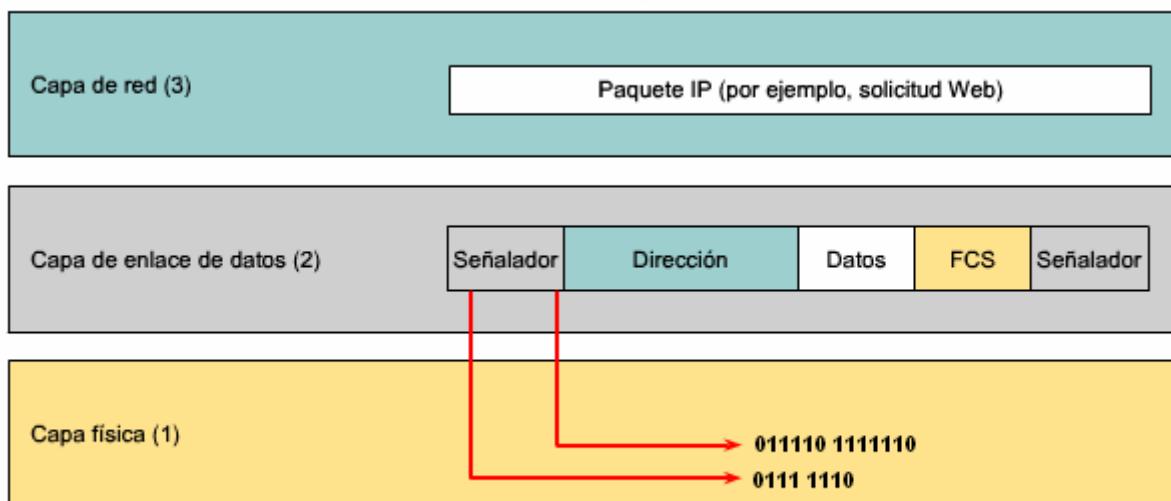 Capa de red (3)
Paquete IP (por ejemplo, solicitud Web)
Capa de enlace de datos (2)
Señalador
Dirección
Datos
FCS
Señalador
Capa física (1)
011110 1111110
0111 1110